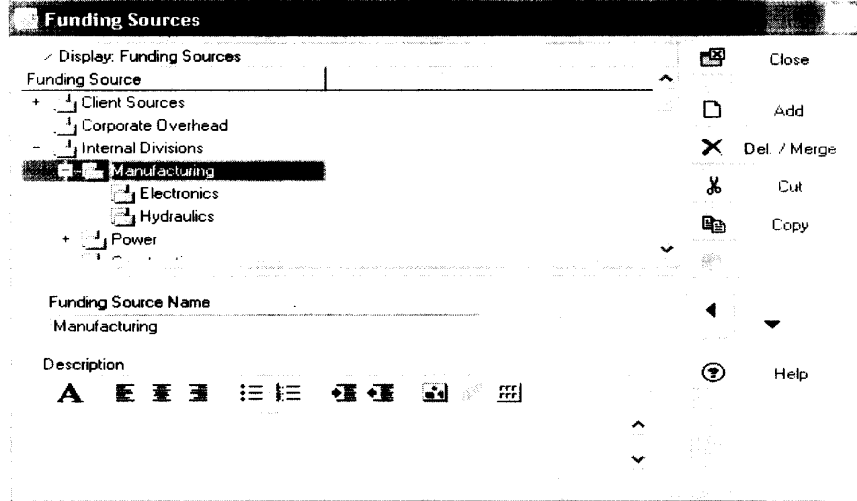 Funding Sources
Display: Funding Sources
Funding Source
Client Sources
Corporate Overhead
Internal Divisions
Manufacturing
Electronics
Hydraulics
Power
Close
Add
Del. / Merge
Cut
Copy
Funding Source Name
Manufacturing
Description
A
Help